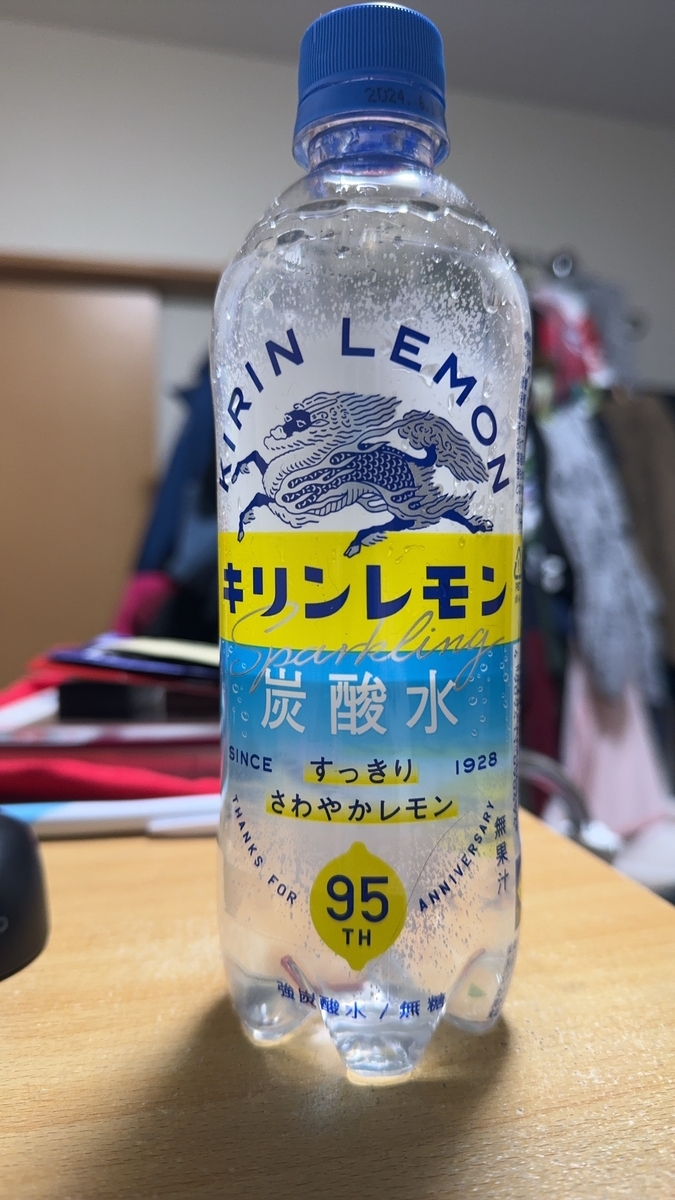 2024.
KIRIN LEMON
キリンレモン
Sparkling
炭酸水
SINCE 1928
すっきり
さわやかレモン
THANKS FOR
95
TH
ANNIVERSARY
無果汁
強炭酸水 / 無糖